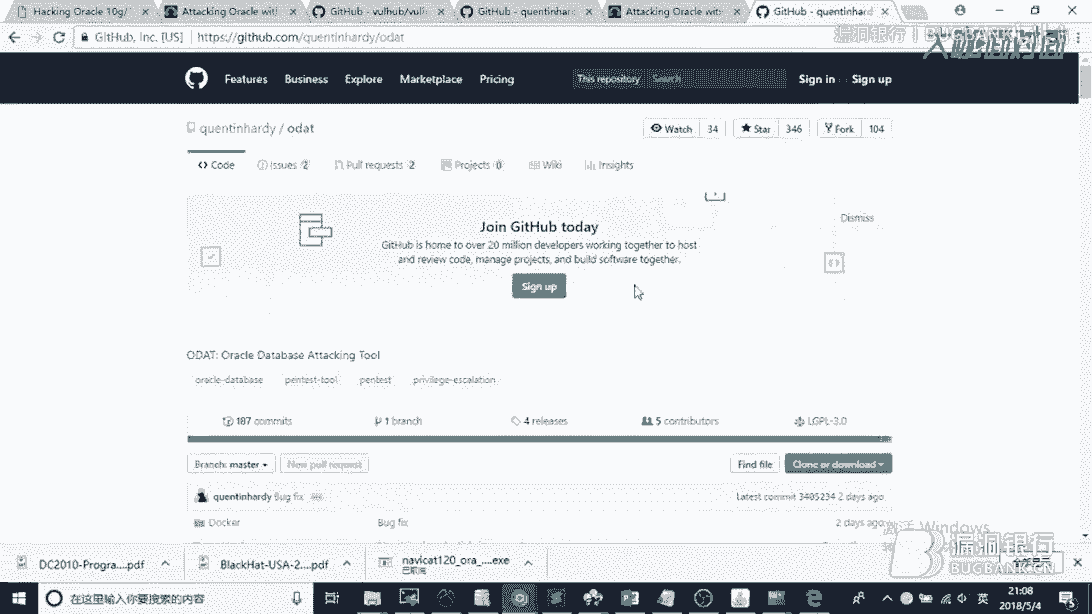 Hacking Oracle 10g/
Attacking Oracle wit
GitHub - vulhub/vul
GitHub - quentinhar
Attacking Oracle wit
GitHub - quentinhard
GitHub, Inc. [US] https://github.com/quentinhardy/odat
漏洞银行 | BUGBANK.cn
Features Business Explore Marketplace Pricing This repository Search Sign in Sign up
quentinhardy / odat
Watch 34 Star 346 Fork 104
Code Issues 2 Pull requests 2 Projects 0 Wiki Insights
Join GitHub today
Dismiss
GitHub is home to over 20 million developers working together to host
and review code, manage projects, and build software together.
Sign up
ODAT: Oracle Database Attacking Tool
oracle-database pentest-tool pentest privilege-escalation
187 commits 1 branch 4 releases 5 contributors LGPL-3.0
Branch: master New pull request Find file Clone or download
quentinhardy Bug fix Latest commit 3405234 2 days ago
Docker Bug fix 2 days ago
激活 Windows
DC2010-Progra....pdf
BlackHat-USA-2....pdf
navicat120_ora_....exe
已取消
漏洞银行
BUGBANK.CN
在这里输入你要搜索的内容
英
21:08
2018/5/4